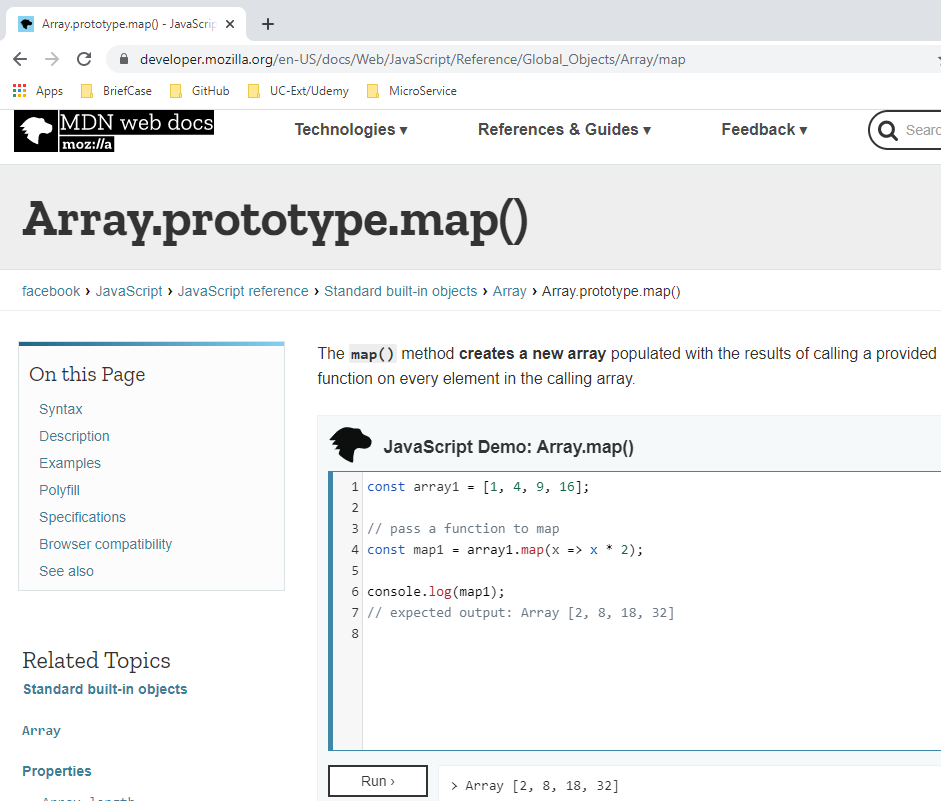 Array.prototype.map() - JavaScrip
developer.mozilla.org/en-US/docs/Web/JavaScript/Reference/Global_Objects/Array/map
Apps BriefCase GitHub UC-Ext/Udemy MicroService
MDN web docs
moz://a
Technologies ▾ References & Guides ▾ Feedback ▾ Searc
Array.prototype.map()
facebook › JavaScript › JavaScript reference › Standard built-in objects › Array › Array.prototype.map()
On this Page
Syntax
Description
Examples
Polyfill
Specifications
Browser compatibility
See also
Related Topics
Standard built-in objects
Array
Properties
Array.length
The map() method creates a new array populated with the results of calling a provided
function on every element in the calling array.
JavaScript Demo: Array.map()
1 const array1 = [1, 4, 9, 16];
2
3 // pass a function to map
4 const map1 = array1.map(x => x * 2);
5
6 console.log(map1);
7 // expected output: Array [2, 8, 18, 32]
8
Run ›
> Array [2, 8, 18, 32]